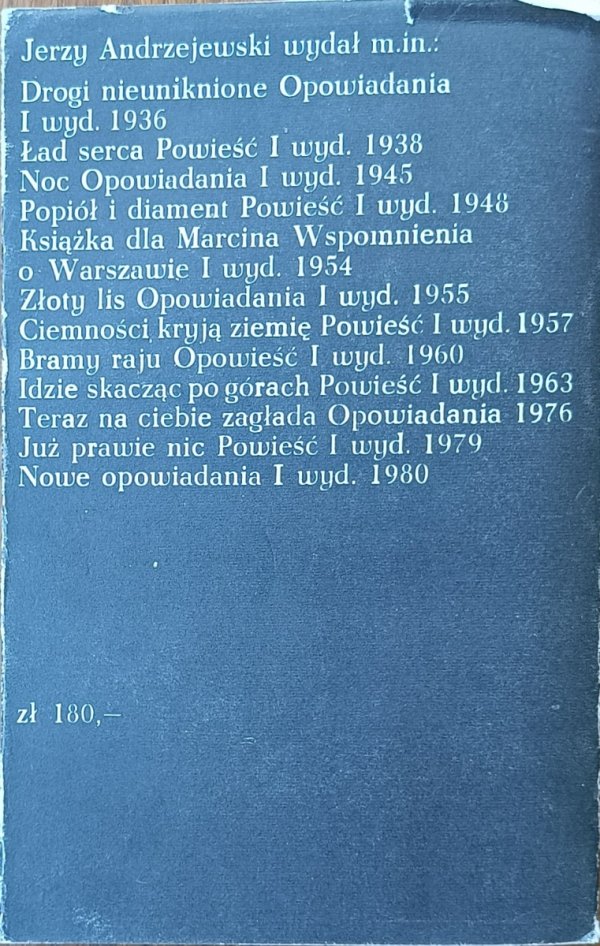 Jerzy Andrzejewski wydał m.in.:
Drogi nieuniknione Opowiadania
I wyd. 1936
Ład serca Powieść I wyd. 1938
Noc Opowiadania I wyd. 1945
Popiół i diament Powieść I wyd. 1948
Książka dla Marcina Wspomnienia
o Warszawie I wyd. 1954
Złoty lis Opowiadania I wyd. 1955
Ciemności kryją ziemię Powieść I wyd. 1957
Bramy raju Opowieść I wyd. 1960
Idzie skacząc po górach Powieść I wyd. 1963
Teraz na ciebie zagłada Opowiadania 1976
Już prawie nic Powieść I wyd. 1979
Nowe opowiadania I wyd. 1980
zł 180,—